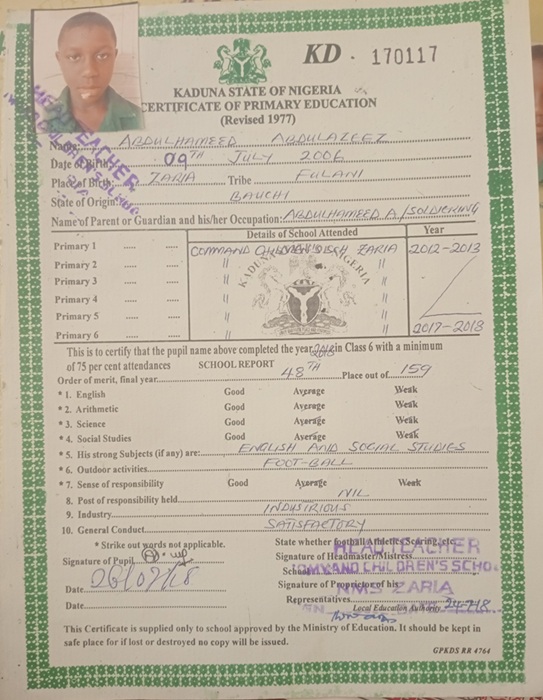 KD . 170117
KADUNA STATE OF NIGERIA
CERTIFICATE OF PRIMARY EDUCATION
(Revised 1977)
Name: ABDULHAMEED ABDULAZEEZ
Date of Birth: 09TH JULY 2006
Place of Birth: ZARIA Tribe FULANI
State of Origin: BAUCHI
Name of Parent or Guardian and his/her Occupation: ABDULHAMEED A. /SOLDIERING
Details of School Attended Year
Primary 1 COMMAND CHILDREN SCH ZARIA 2012-2013
Primary 2 " "
Primary 3 " "
Primary 4 " "
Primary 5 " "
Primary 6 " " 2017-2018
This is to certify that the pupil name above completed the year 2018 in Class 6 with a minimum
of 75 per cent attendances SCHOOL REPORT
Order of merit, final year 48TH Place out of 159
* 1. English Good Average Weak
* 2. Arithmetic Good Average Weak
* 3. Science Good Average Weak
* 4. Social Studies Good Average Weak
* 5. His strong Subjects (if any) are: ENGLISH AND SOCIAL STUDIES
* 6. Outdoor activities FOOT-BALL
* 7. Sense of responsibility Good Average Weak
8. Post of responsibility held NIL
9. Industry INDUSTRIOUS
10. General Conduct SATISFACTORY
* Strike out words not applicable.
Signature of Pupil
Date 26/07/18
Date
State whether football Athletics
HEADTEACHER
Signature of Headmaster/Mistress
School COMMAND CHILDREN'S SCHO
NMS ZARIA
Signature of Proprietor of his
Representatives
Local Education Authority
This Certificate is supplied only to school approved by the Ministry of Education. It should be kept in
safe place for if lost or destroyed no copy will be issued.
GPKDS RR 4764
HEADTEACHER
KADUNA NIGERIA